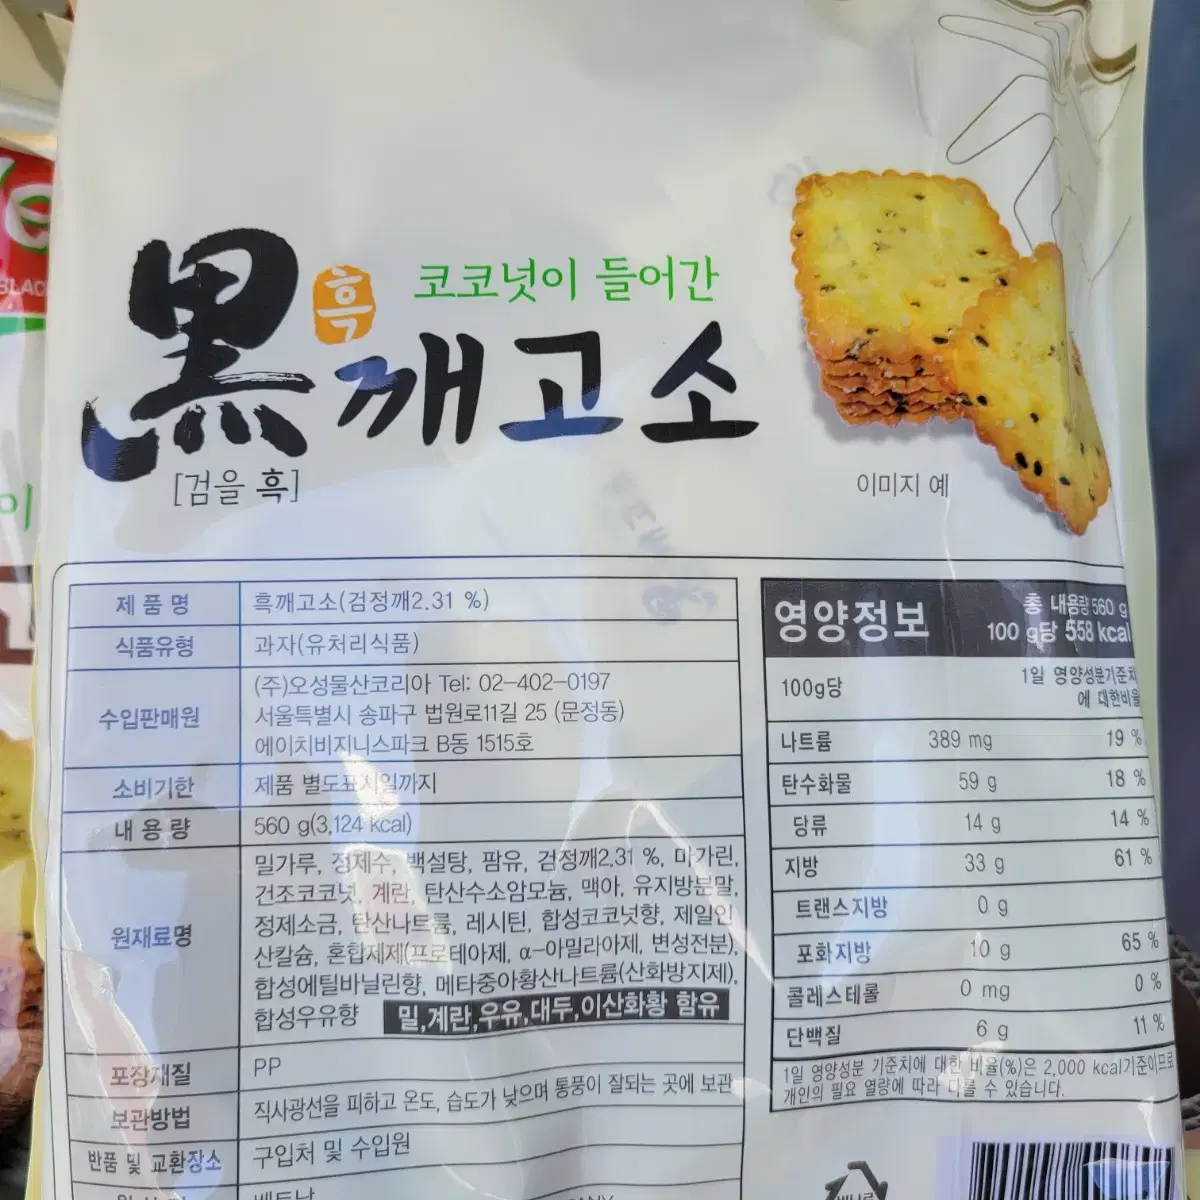 BLAC
黑
흑
코코넛이 들어간
깨고소
[검을 흑]
이미지 예
제 품 명
흑깨고소(검정깨2.31 %)
식품유형
과자(유처리식품)
수입판매원
(주)오성물산코리아 Tel: 02-402-0197
서울특별시 송파구 법원로11길 25 (문정동)
에이치비지니스파크 B동 1515호
소비기한
제품 별도표시일까지
내 용 량
560 g(3,124 kcal)
원재료명
밀가루, 정제수, 백설탕, 팜유, 검정깨2.31 %, 마가린,
건조코코넛, 계란, 탄산수소암모늄, 맥아, 유지방분말,
정제소금, 탄산나트륨, 레시틴, 합성코코넛향, 제일인
산칼슘, 혼합제제(프로테아제, α-아밀라아제, 변성전분),
합성에틸바닐린향, 메타중아황산나트륨(산화방지제),
합성우유향 밀,계란,우유,대두,이산화황 함유
포장재질
PP
보관방법
직사광선을 피하고 온도, 습도가 낮으며 통풍이 잘되는 곳에 보관
반품 및 교환장소
구입처 및 수입원
베트남
영양정보
총 내용량 560 g
100 g당 558 kcal
100g당
1일 영양성분기준치
에 대한비율
나트륨 389 mg 19 %
탄수화물 59 g 18 %
당류 14 g 14 %
지방 33 g 61 %
트랜스지방 0 g
포화지방 10 g 65 %
콜레스테롤 0 mg 0 %
단백질 6 g 11 %
1일 영양성분 기준치에 대한 비율(%)은 2,000 kcal기준이므로
개인의 필요 열량에 따라 다를 수 있습니다.